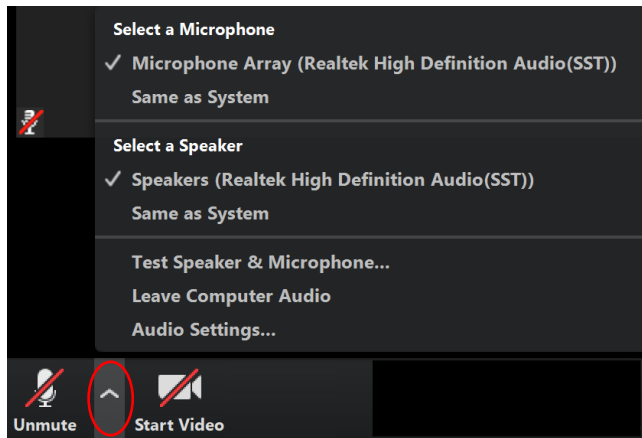 Select a Microphone
✓ Microphone Array (Realtek High Definition Audio(SST))
Same as System
Select a Speaker
✓ Speakers (Realtek High Definition Audio(SST))
Same as System
Test Speaker & Microphone...
Leave Computer Audio
Audio Settings...
Unmute
Start Video